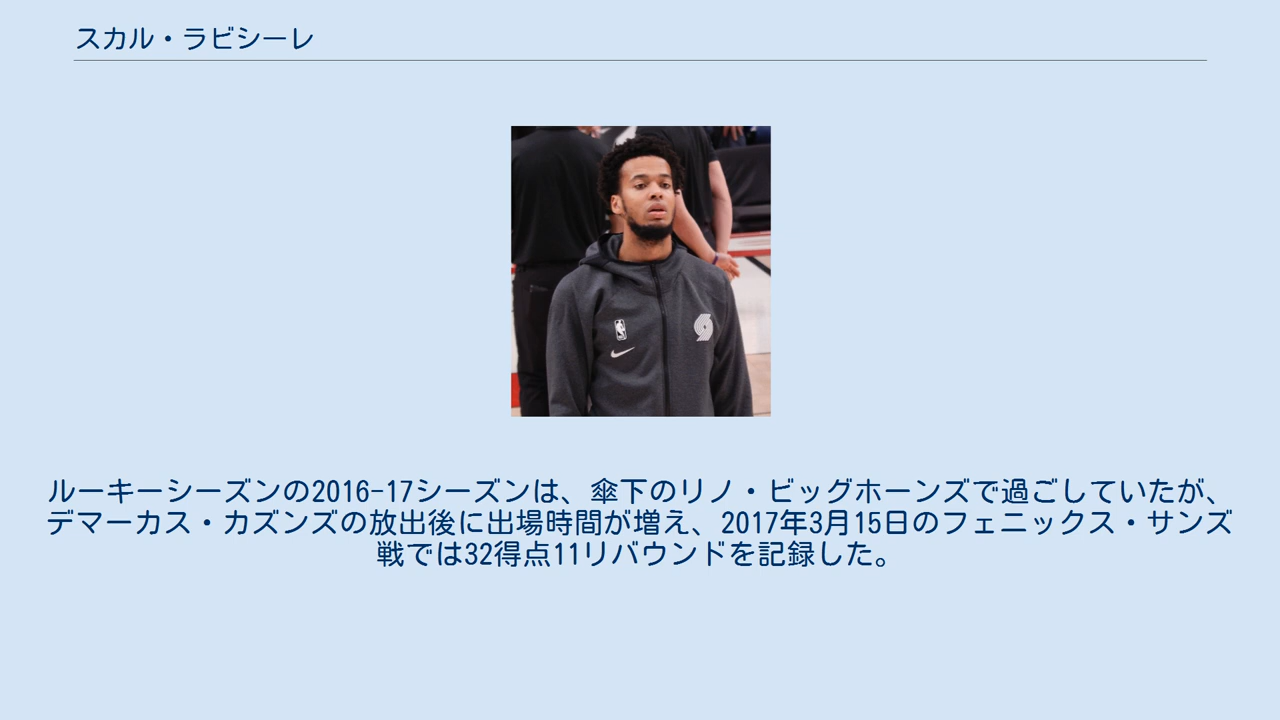 スカル・ラビシーレ
ルーキーシーズンの2016-17シーズンは、傘下のリノ・ビッグホーンズで過ごしていたが、
デマーカス・カズンズの放出後に出場時間が増え、2017年3月15日のフェニックス・サンズ
戦では32得点11リバウンドを記録した。